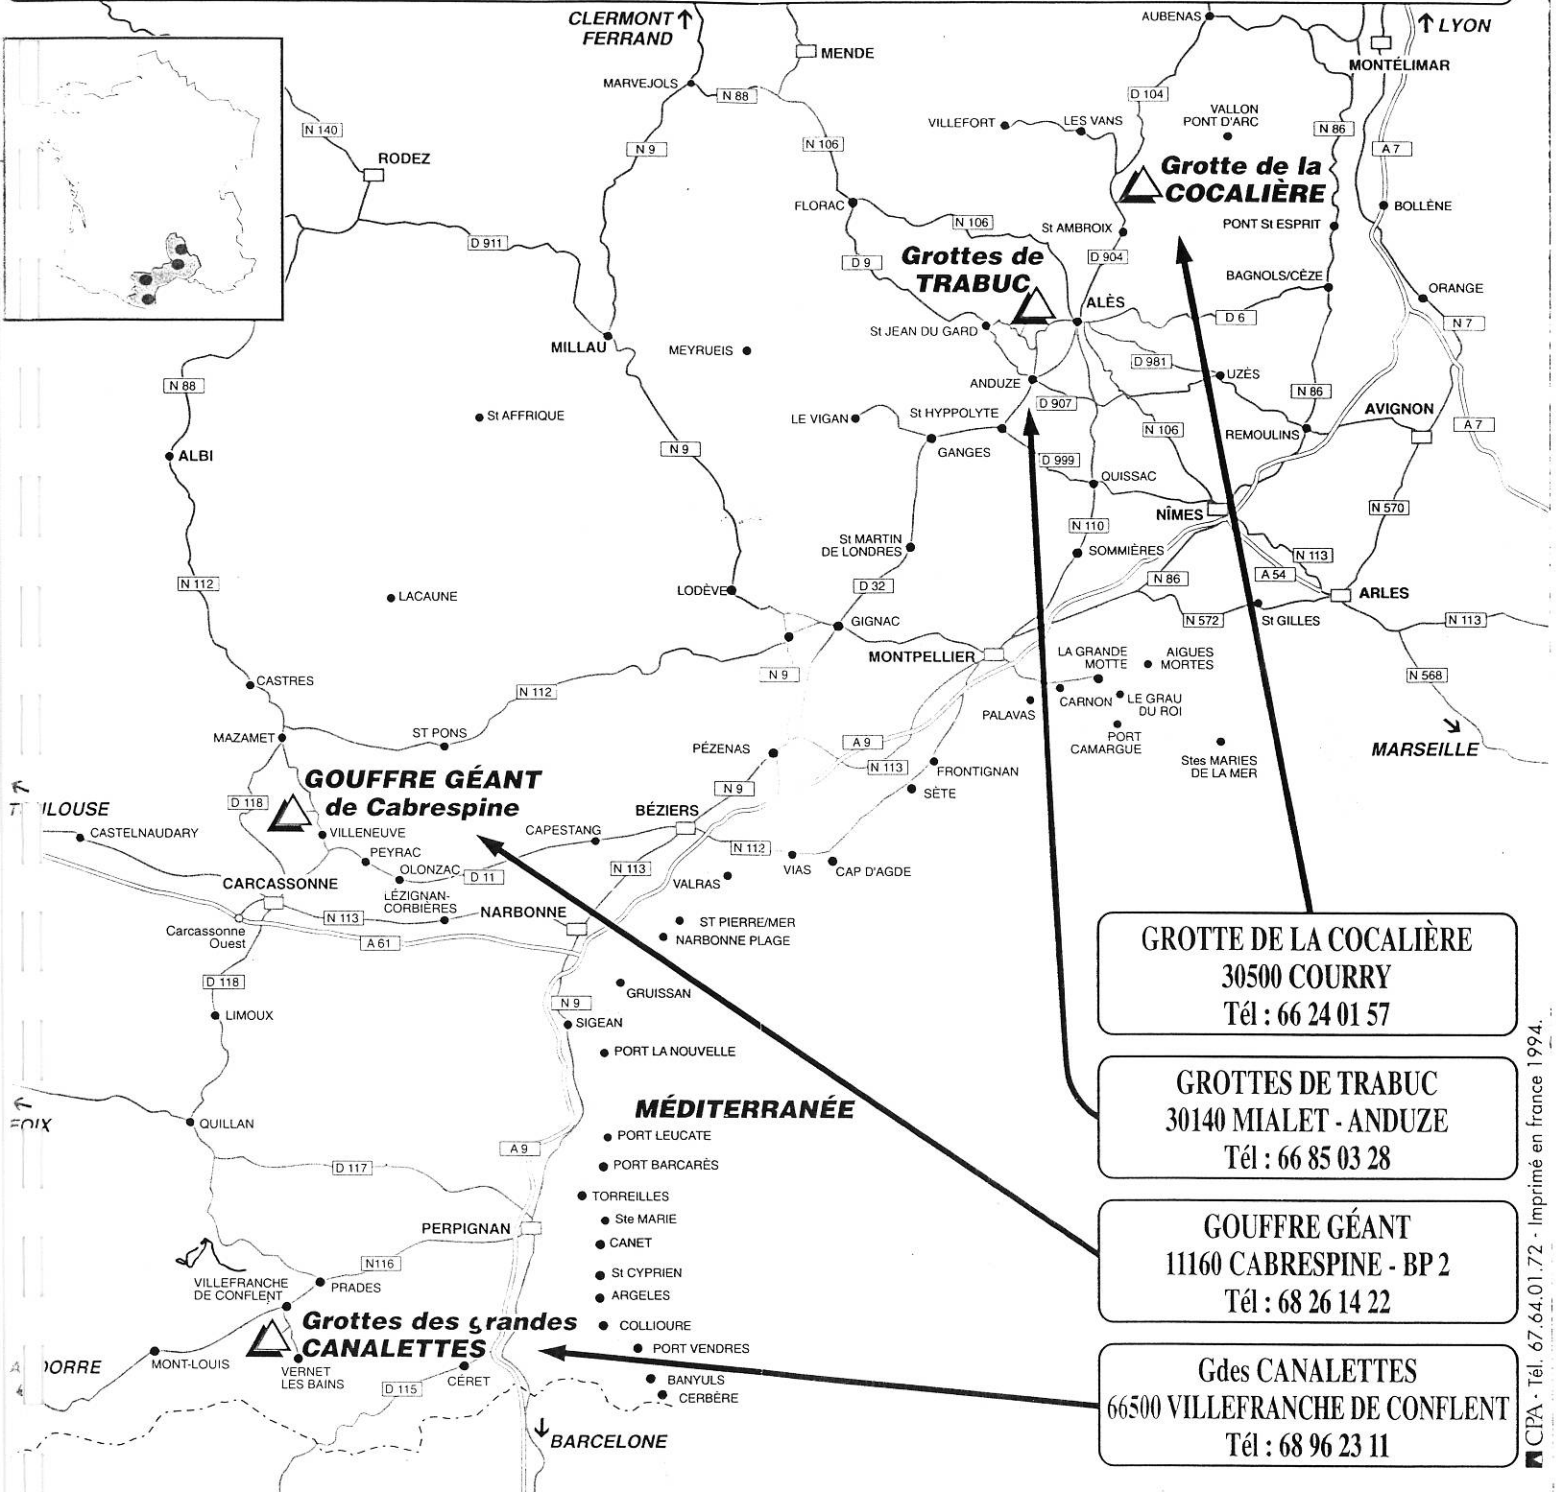 CLERMONT
FERRAND
MENDE
AUBENAS
LYON
MONTÉLIMAR
MARVEJOLS
N 88
D 104
VALLON
PONT D'ARC
VILLEFORT
LES VANS
N 86
N 140
N 9
N 106
A 7
RODEZ
Grotte de la
COCALIÈRE
FLORAC
N 106
BOLLÈNE
St AMBROIX
PONT St ESPRIT
D 911
Grottes de
TRABUC
D 9
D 904
BAGNOLS/CÈZE
ORANGE
ALÈS
D 6
N 7
St JEAN DU GARD
MILLAU
MEYRUEIS
D 981
UZÈS
N 88
ANDUZE
N 86
D 907
AVIGNON
St AFFRIQUE
LE VIGAN
St HYPPOLYTE
N 106
REMOULINS
A 7
ALBI
N 9
GANGES
D 999
QUISSAC
NÎMES
N 570
N 110
St MARTIN
DE LONDRES
SOMMIÈRES
N 113
N 112
LODÈVE
D 32
N 86
A 54
LACAUNE
ARLES
GIGNAC
N 572
St GILLES
N 113
MONTPELLIER
LA GRANDE
MOTTE
AIGUES
MORTES
N 9
N 568
CASTRES
N 112
CARNON
LE GRAU
DU ROI
PALAVAS
MAZAMET
ST PONS
PÉZENAS
A 9
PORT
CAMARGUE
MARSEILLE
Stes MARIES
DE LA MER
N 113
FRONTIGNAN
GOUFFRE GÉANT
de Cabrespine
N 9
SÈTE
D 118
BÉZIERS
ULOUSE
CASTELNAUDARY
VILLENEUVE
CAPESTANG
N 112
PEYRAC
OLONZAC
D 11
N 113
VIAS
CAP D'AGDE
VALRAS
CARCASSONNE
LÉZIGNAN-
CORBIÈRES
NARBONNE
N 113
ST PIERRE/MER
Carcassonne
Ouest
A 61
NARBONNE PLAGE
D 118
GRUISSAN
N 9
LIMOUX
SIGEAN
PORT LA NOUVELLE
MÉDITERRANÉE
FOIX
QUILLAN
PORT LEUCATE
A 9
D 117
PORT BARCARÈS
TORREILLES
PERPIGNAN
Ste MARIE
CANET
N116
VILLEFRANCHE
DE CONFLENT
PRADES
St CYPRIEN
ARGELES
Grottes des grandes
CANALETTES
COLLIOURE
PORT VENDRES
DORRE
MONT-LOUIS
VERNET
LES BAINS
D 115
CÉRET
BANYULS
CERBÈRE
BARCELONE
GROTTE DE LA COCALIÈRE
30500 COURRY
Tél : 66 24 01 57
GROTTES DE TRABUC
30140 MIALET - ANDUZE
Tél : 66 85 03 28
GOUFFRE GÉANT
11160 CABRESPINE - BP 2
Tél : 68 26 14 22
Gdes CANALETTES
66500 VILLEFRANCHE DE CONFLENT
Tél : 68 96 23 11
CPA - Tél. 67.64.01.72 - Imprimé en france 1994.